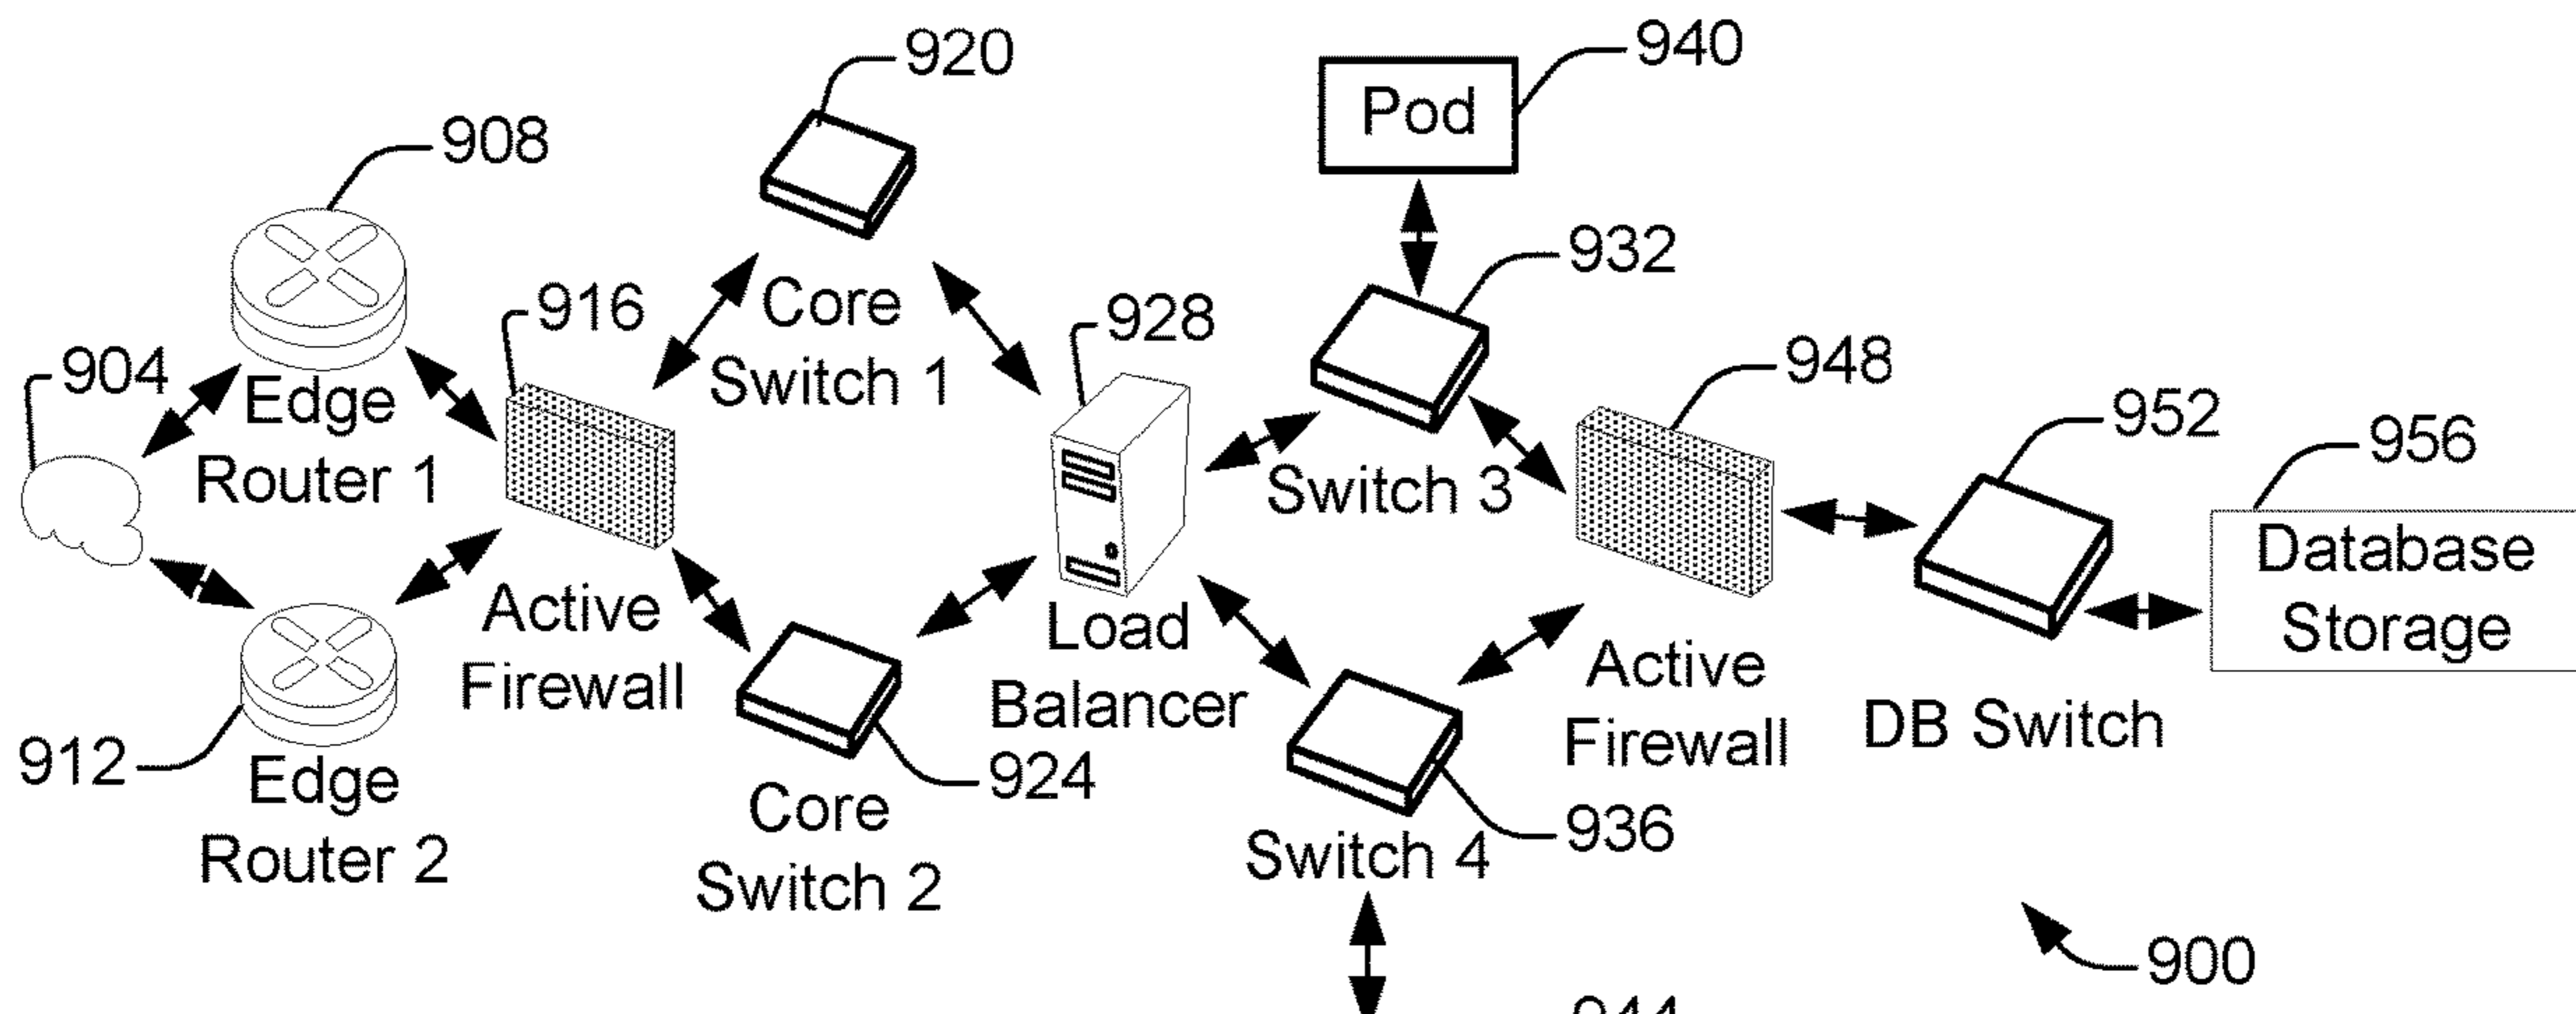 920
940
Pod
908
932
916
Core
Switch 1
928
948
904
Edge
Router 1
Switch 3
952
956
Database
Storage
Active
Firewall
Load
Balancer
Active
Firewall
DB Switch
912
Edge
Router 2
924
Core
Switch 2
936
Switch 4
900